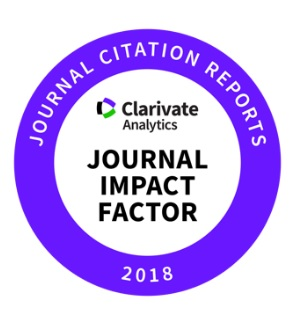 JOURNAL CITATION REPORTS
Clarivate
Analytics
JOURNAL
IMPACT
FACTOR
2018